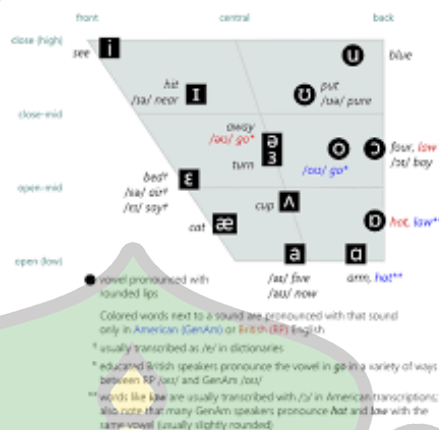 front central back
close (high)
see i u blue
hit ɪ ʊ put
/ɪə/ near /ʊə/ pure
close-mid
away ə
/əʊ/ go* o ɔ four, law
turn ɜ /oʊ/ go* /ɔɪ/ boy
bed† ɛ
open-mid
/ɛə/ air†
/eɪ/ say†
cup ʌ
cat æ ɒ hot, law**
open (low) a ɑ
vowel pronounced with /aɪ/ five arm, hot**
rounded lips /aʊ/ now
Colored words next to a sound are pronounced with that sound
only in American (GenAm) or British (RP) English
† usually transcribed as /e/ in dictionaries
* educated British speakers pronounce the vowel in go in a variety of ways
between RP /əʊ/ and GenAm /oʊ/
** words like law are usually transcribed with /ɔ/ in American transcriptions;
also note that many GenAm speakers pronounce hot and law with the
same vowel (usually slightly rounded)